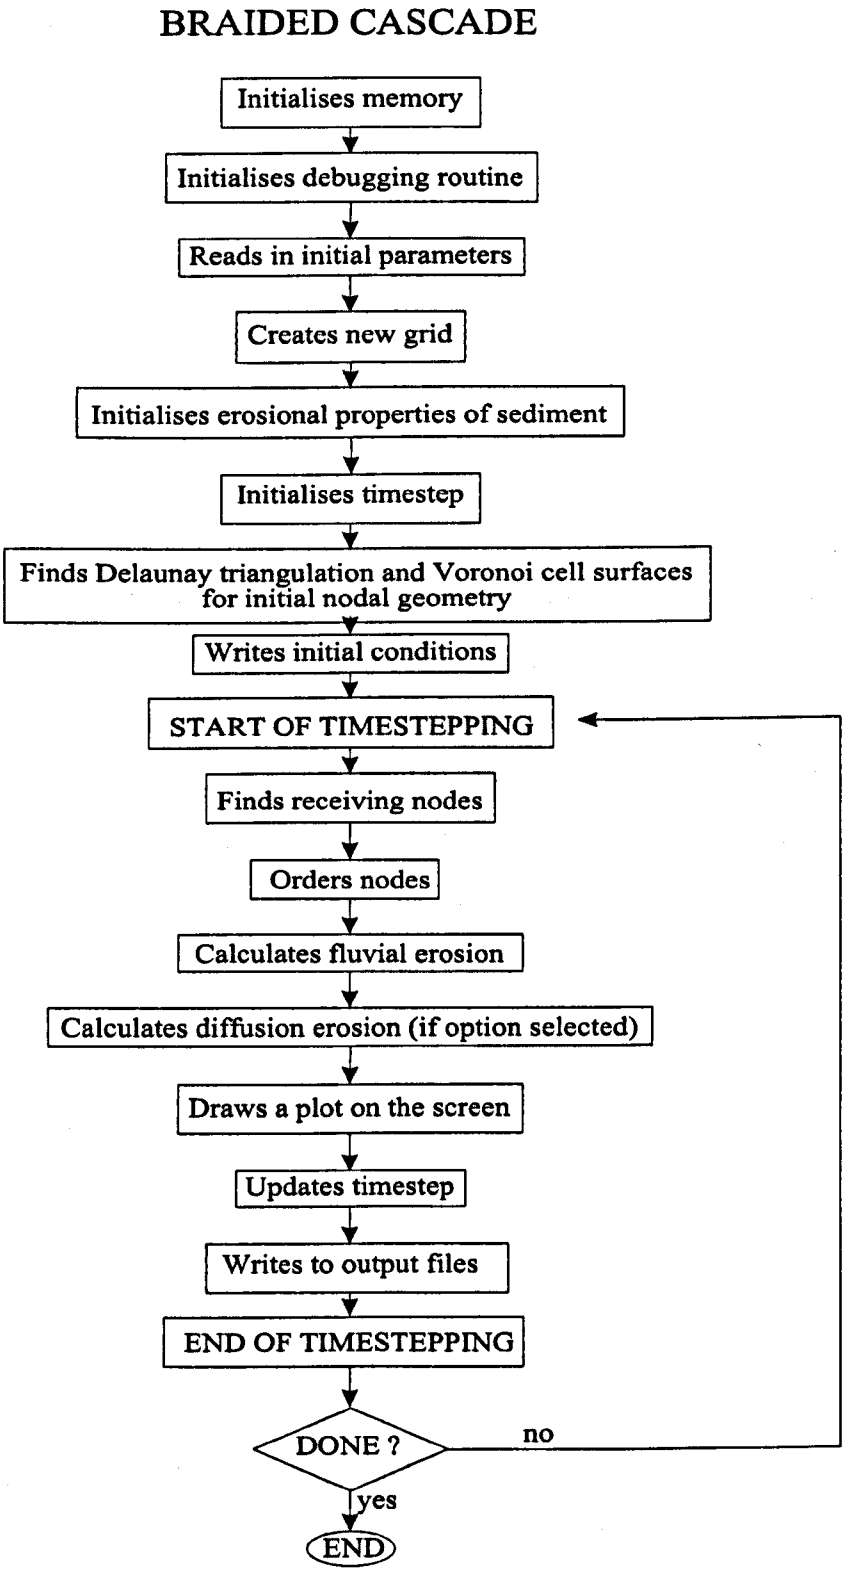 BRAIDED CASCADE
Initialises memory
Initialises debugging routine
Reads in initial parameters
Creates new grid
Initialises erosional properties of sediment
Initialises timestep
Finds Delaunay triangulation and Voronoi cell surfaces
for initial nodal geometry
Writes initial conditions
START OF TIMESTEPPING
Finds receiving nodes
Orders nodes
Calculates fluvial erosion
Calculates diffusion erosion (if option selected)
Draws a plot on the screen
Updates timestep
Writes to output files
END OF TIMESTEPPING
DONE ?
no
yes
END